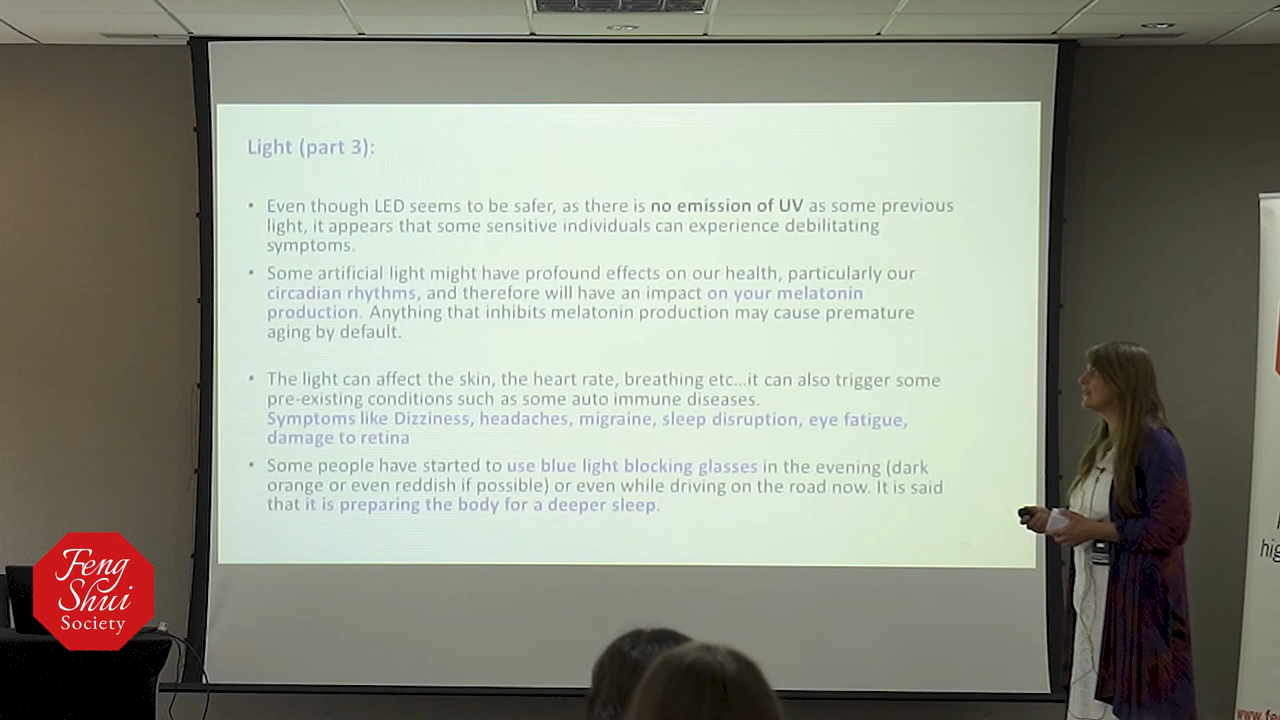 Light (part 3):
• Even though LED seems to be safer, as there is no emission of UV as some previous
light, it appears that some sensitive individuals can experience debilitating
symptoms.
• Some artificial light might have profound effects on our health, particularly our
circadian rhythms, and therefore will have an impact on your melatonin
production. Anything that inhibits melatonin production may cause premature
aging by default.
• The light can affect the skin, the heart rate, breathing etc...it can also trigger some
pre-existing conditions such as some auto immune diseases.
Symptoms like Dizziness, headaches, migraine, sleep disruption, eye fatigue,
damage to retina
• Some people have started to use blue light blocking glasses in the evening (dark
orange or even reddish if possible) or even while driving on the road now. It is said
that it is preparing the body for a deeper sleep.
Feng
Shui
Society
hig
www.fe